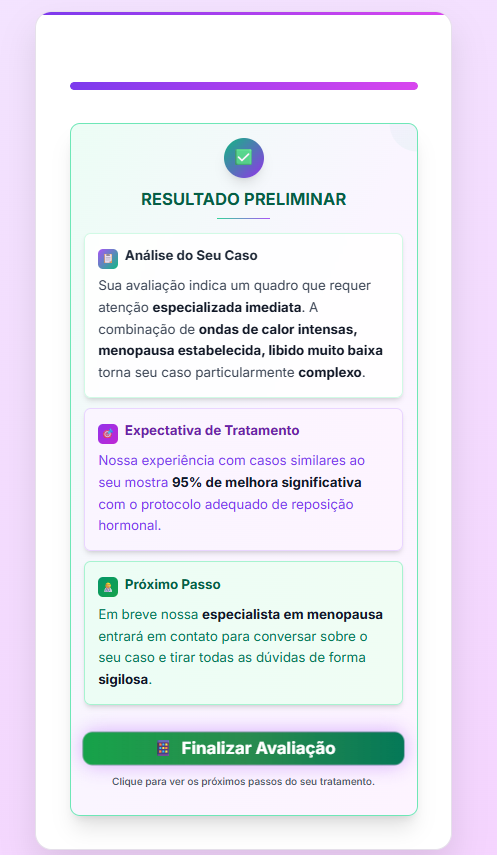 RESULTADO PRELIMINAR
Análise do Seu Caso
Sua avaliação indica um quadro que requer
atenção especializada imediata. A
combinação de ondas de calor intensas,
menopausa estabelecida, libido muito baixa
torna seu caso particularmente complexo.
Expectativa de Tratamento
Nossa experiência com casos similares ao
seu mostra 95% de melhora significativa
com o protocolo adequado de reposição
hormonal.
Próximo Passo
Em breve nossa especialista em menopausa
entrará em contato para conversar sobre o
seu caso e tirar todas as dúvidas de forma
sigilosa.
Finalizar Avaliação
Clique para ver os próximos passos do seu tratamento.